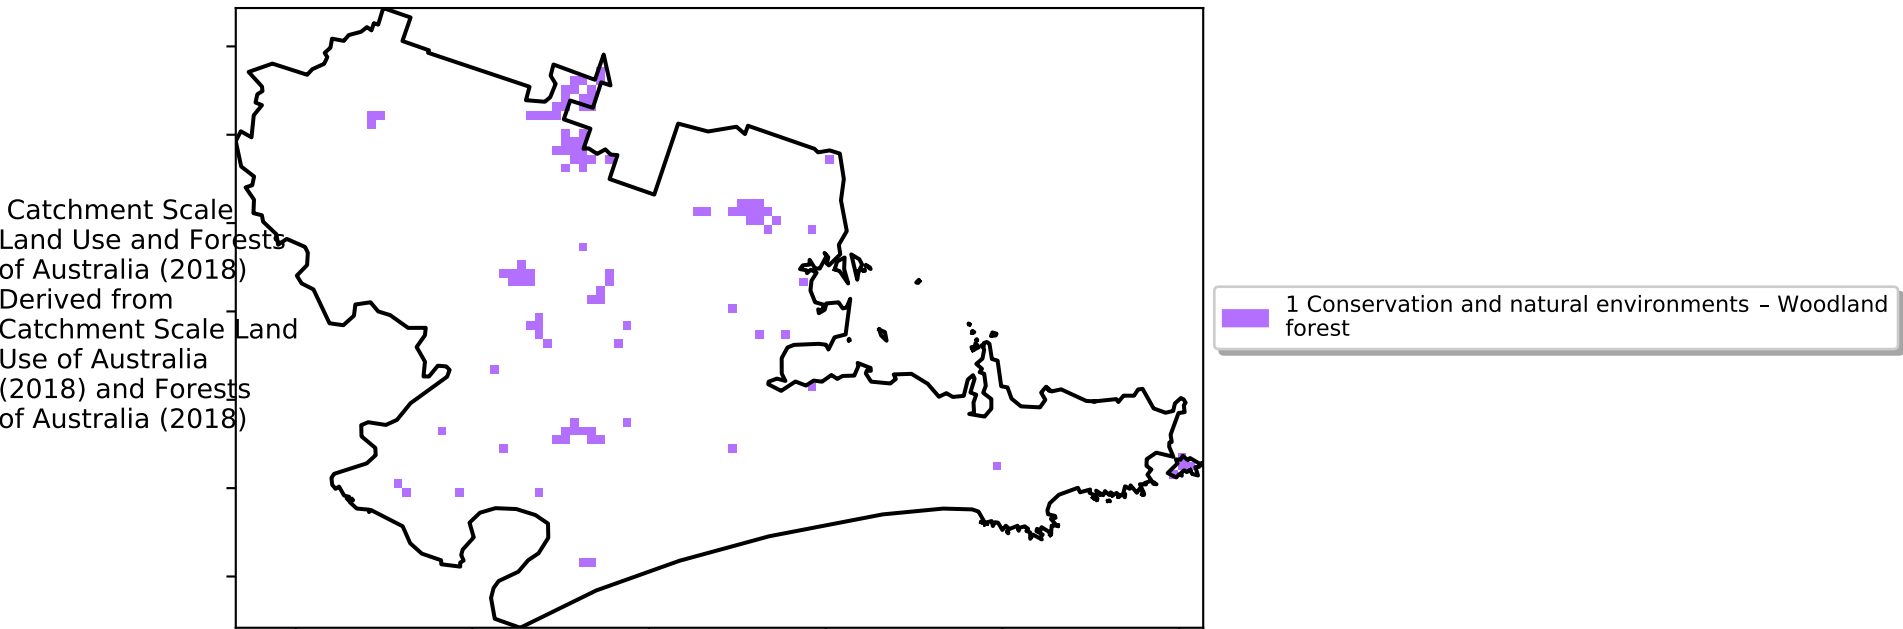 Catchment Scale
Land Use and Forests
of Australia (2018)
Derived from
Catchment Scale Land
Use of Australia
(2018) and Forests
of Australia (2018)
1 Conservation and natural environments – Woodland
forest